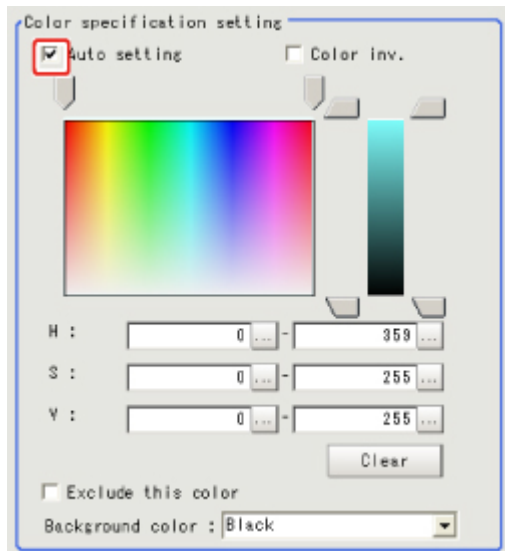 Color specification setting
Auto setting Color inv.
H : 0 ... - 359 ...
S : 0 ... - 255 ...
V : 0 ... - 255 ...
Clear
Exclude this color
Background color : Black